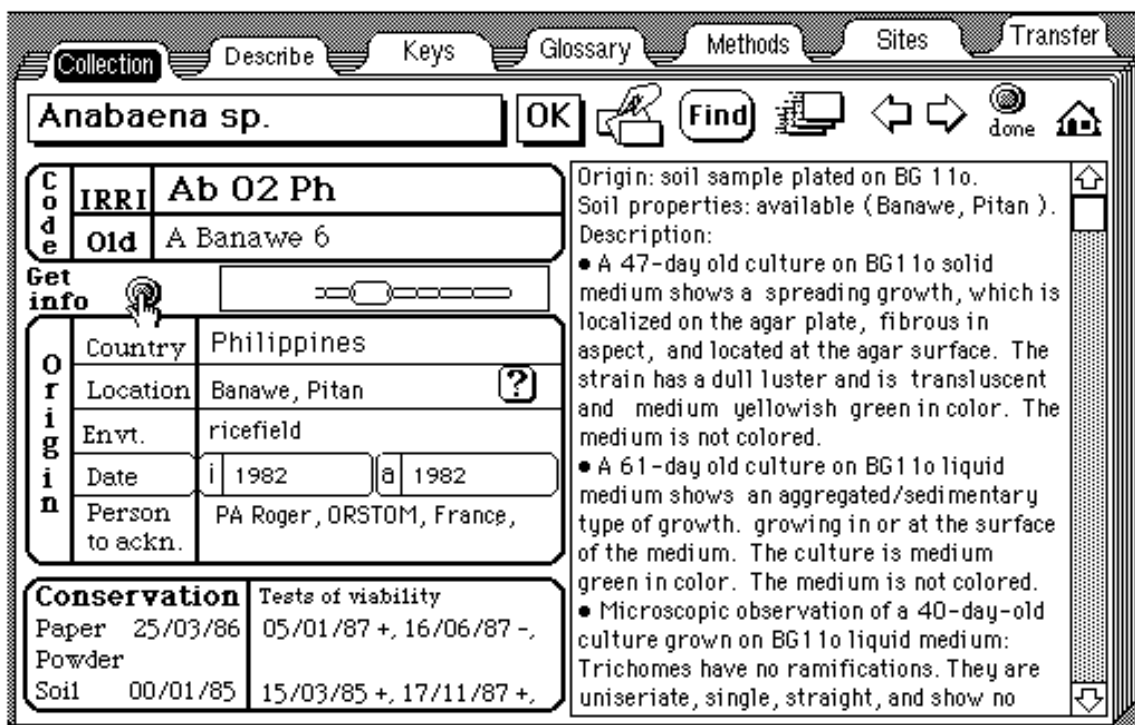 Collection Describe Keys Glossary Methods Sites Transfer
Anabaena sp. OK Find done
Code
IRRI Ab 02 Ph
Old A Banawe 6
Get
info
Origin
Country Philippines
Location Banawe, Pitan ?
Envt. ricefield
Date i 1982 a 1982
Person PA Roger, ORSTOM, France,
to ackn.
Conservation Tests of viability
Paper 25/03/86 05/01/87 +, 16/06/87 -,
Powder
Soil 00/01/85 15/03/85 +, 17/11/87 +,
Origin: soil sample plated on BG 11o.
Soil properties: available ( Banawe, Pitan ).
Description:
• A 47-day old culture on BG11o solid
medium shows a spreading growth, which is
localized on the agar plate, fibrous in
aspect, and located at the agar surface. The
strain has a dull luster and is transluscent
and medium yellowish green in color. The
medium is not colored.
• A 61-day old culture on BG11o liquid
medium shows an aggregated/sedimentary
type of growth. growing in or at the surface
of the medium. The culture is medium
green in color. The medium is not colored.
• Microscopic observation of a 40-day-old
culture grown on BG11o liquid medium:
Trichomes have no ramifications. They are
uniseriate, single, straight, and show no